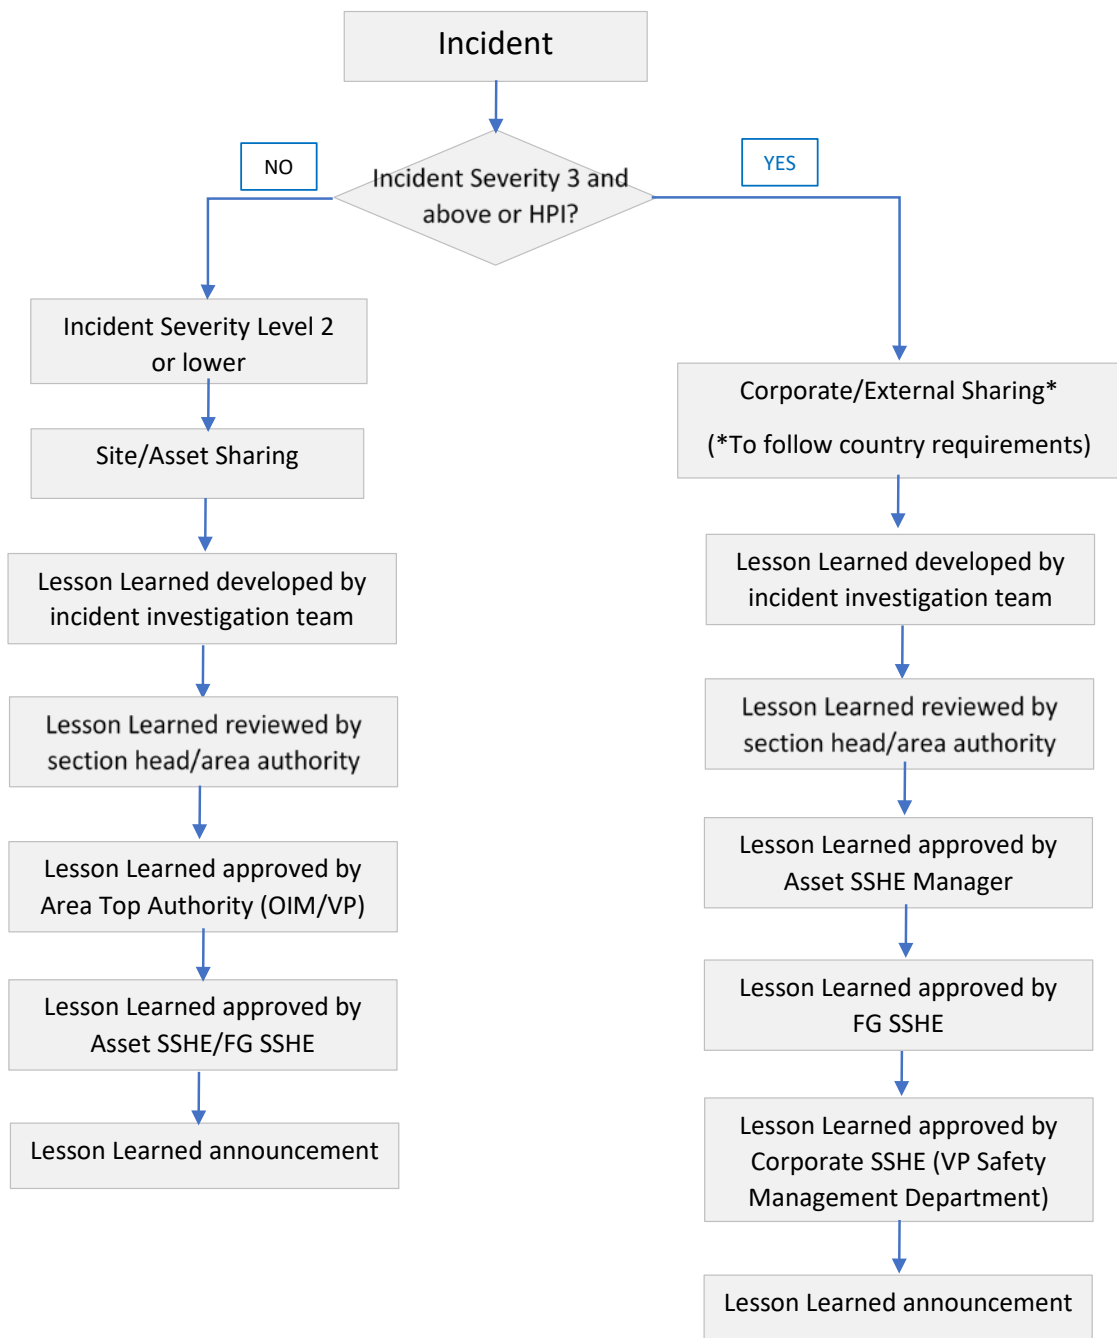 Incident
NO
YES
Incident Severity 3 and
above or HPI?
Incident Severity Level 2
or lower
Site/Asset Sharing
Lesson Learned developed by
incident investigation team
Lesson Learned reviewed by
section head/area authority
Lesson Learned approved by
Area Top Authority (OIM/VP)
Lesson Learned approved by
Asset SSHE/FG SSHE
Lesson Learned announcement
Corporate/External Sharing*
(*To follow country requirements)
Lesson Learned developed by
incident investigation team
Lesson Learned reviewed by
section head/area authority
Lesson Learned approved by
Asset SSHE Manager
Lesson Learned approved by
FG SSHE
Lesson Learned approved by
Corporate SSHE (VP Safety
Management Department)
Lesson Learned announcement